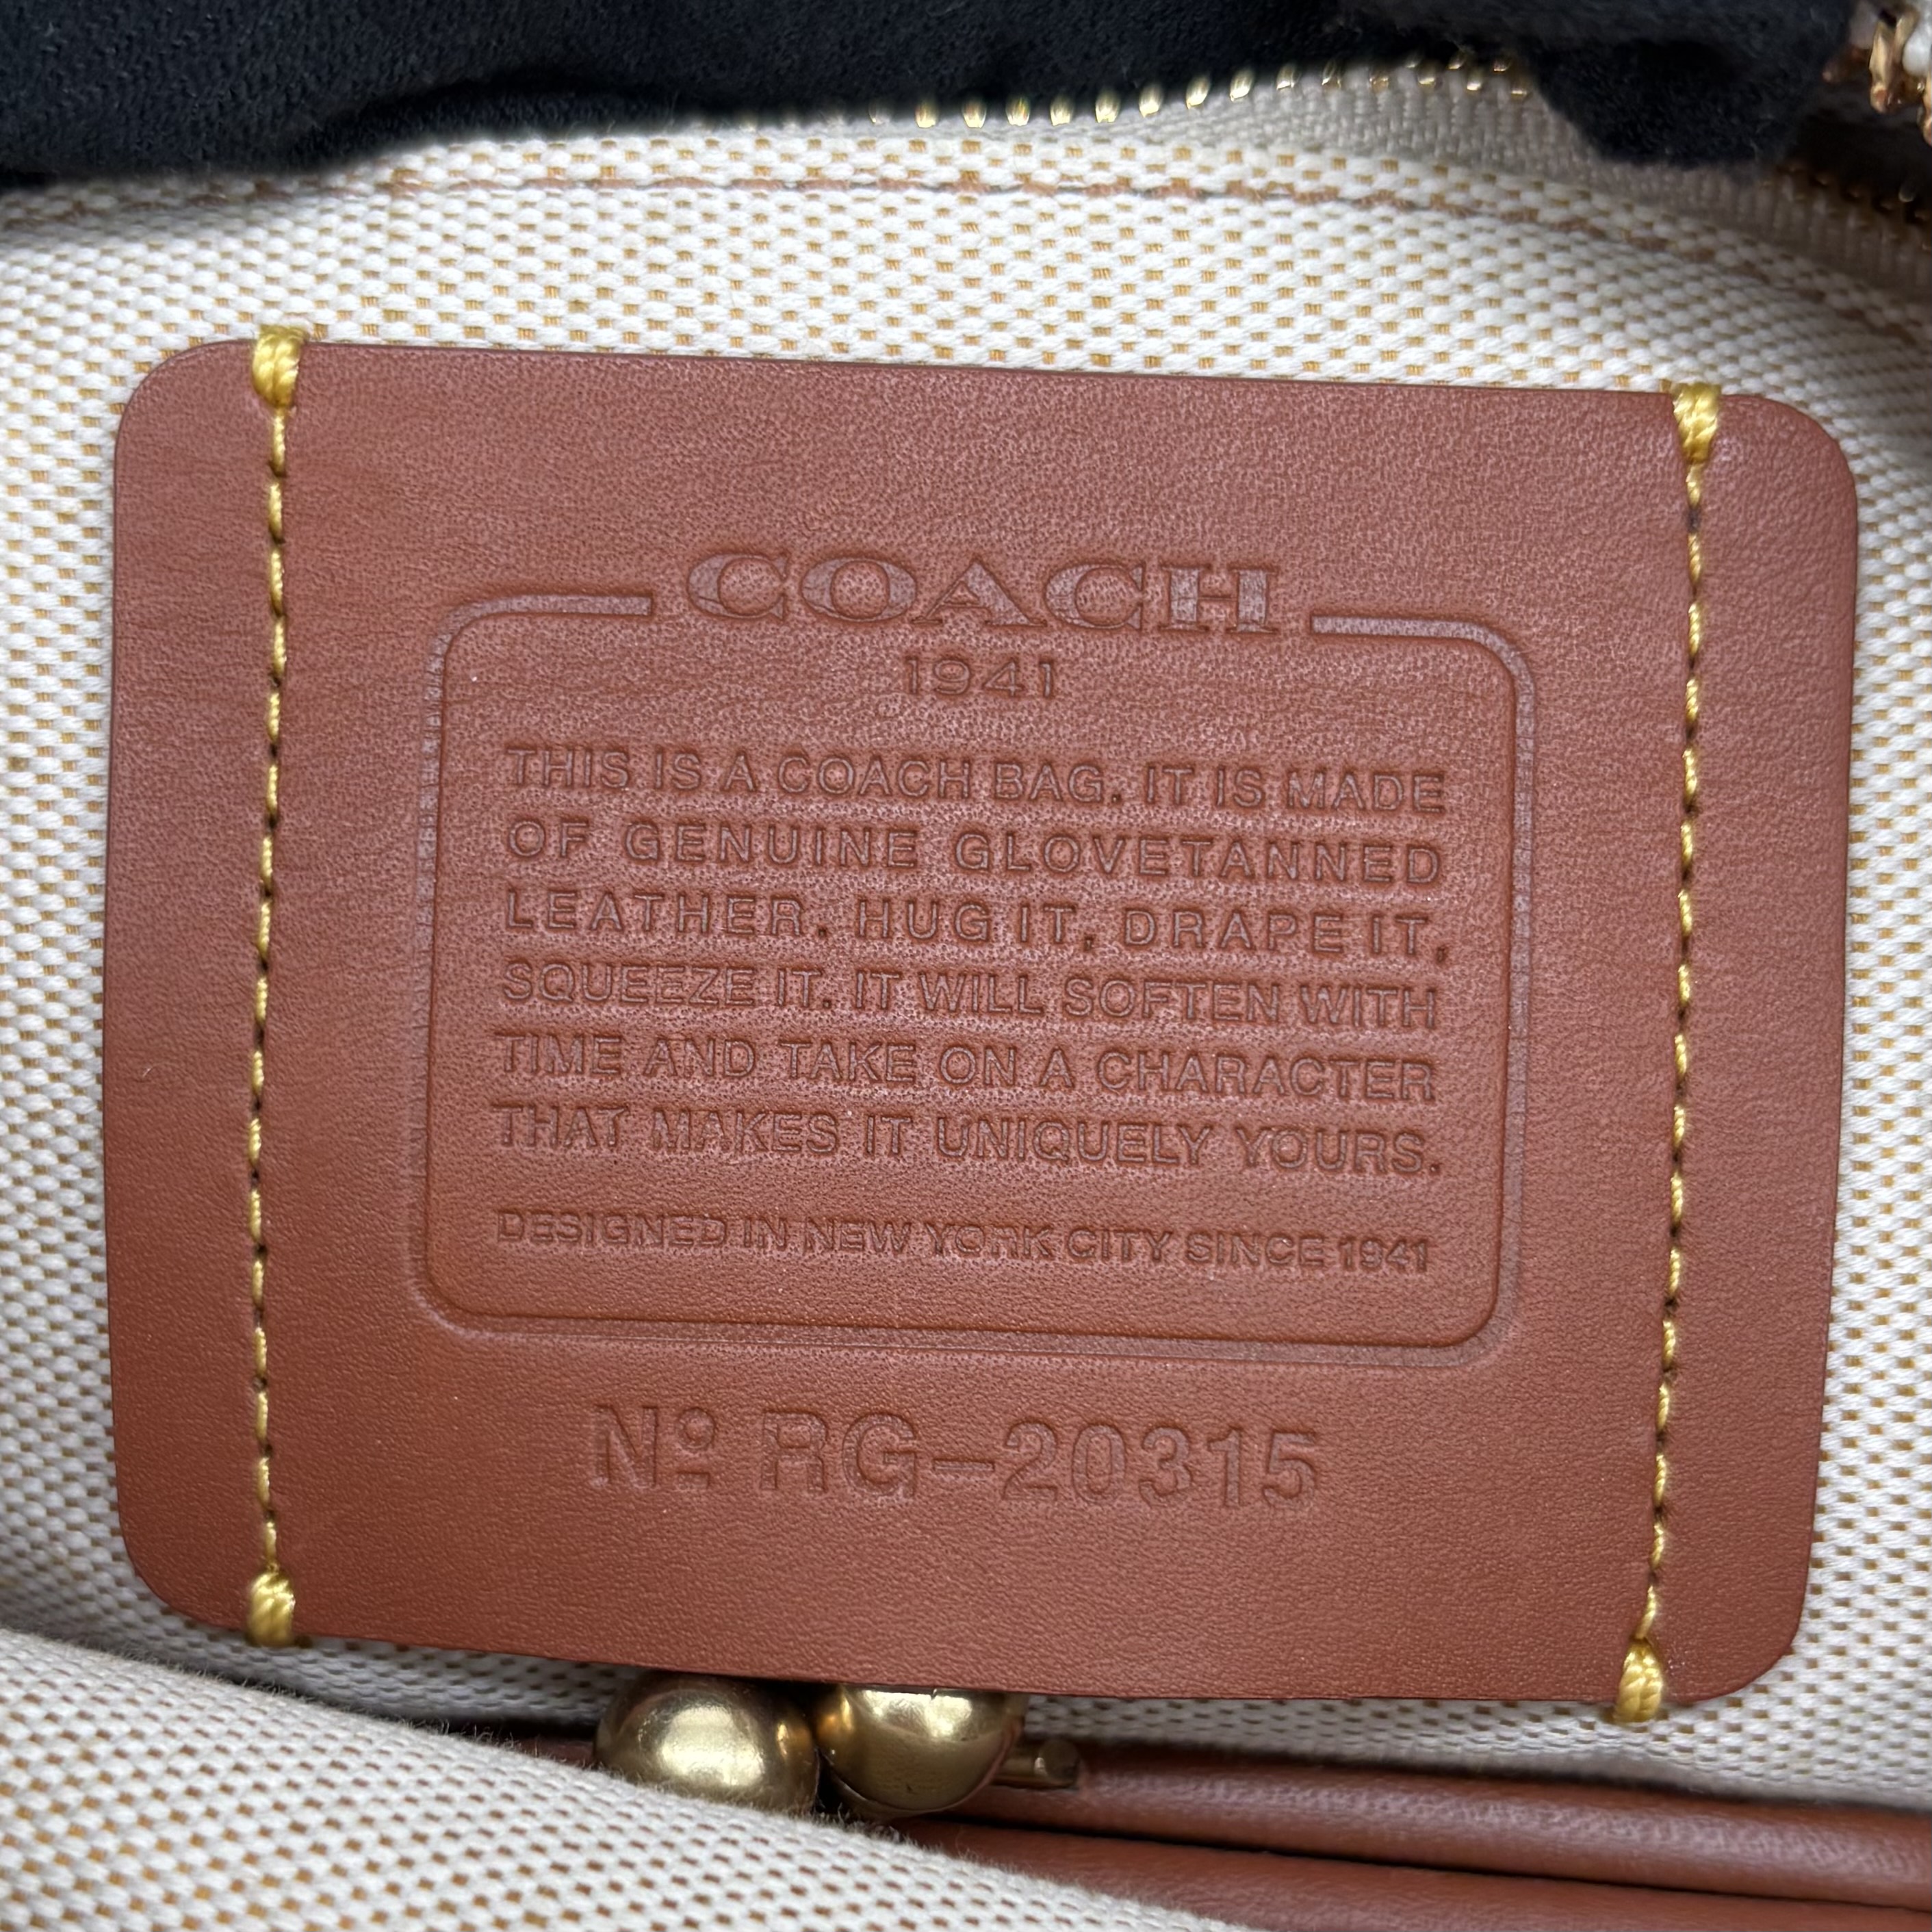 COACH
1941
THIS IS A COACH BAG. IT IS MADE
OF GENUINE GLOVETANNED
LEATHER. HUG IT, DRAPE IT,
SQUEEZE IT. IT WILL SOFTEN WITH
TIME AND TAKE ON A CHARACTER
THAT MAKES IT UNIQUELY YOURS.
DESIGNED IN NEW YORK CITY SINCE 1941
Nº RG-20315